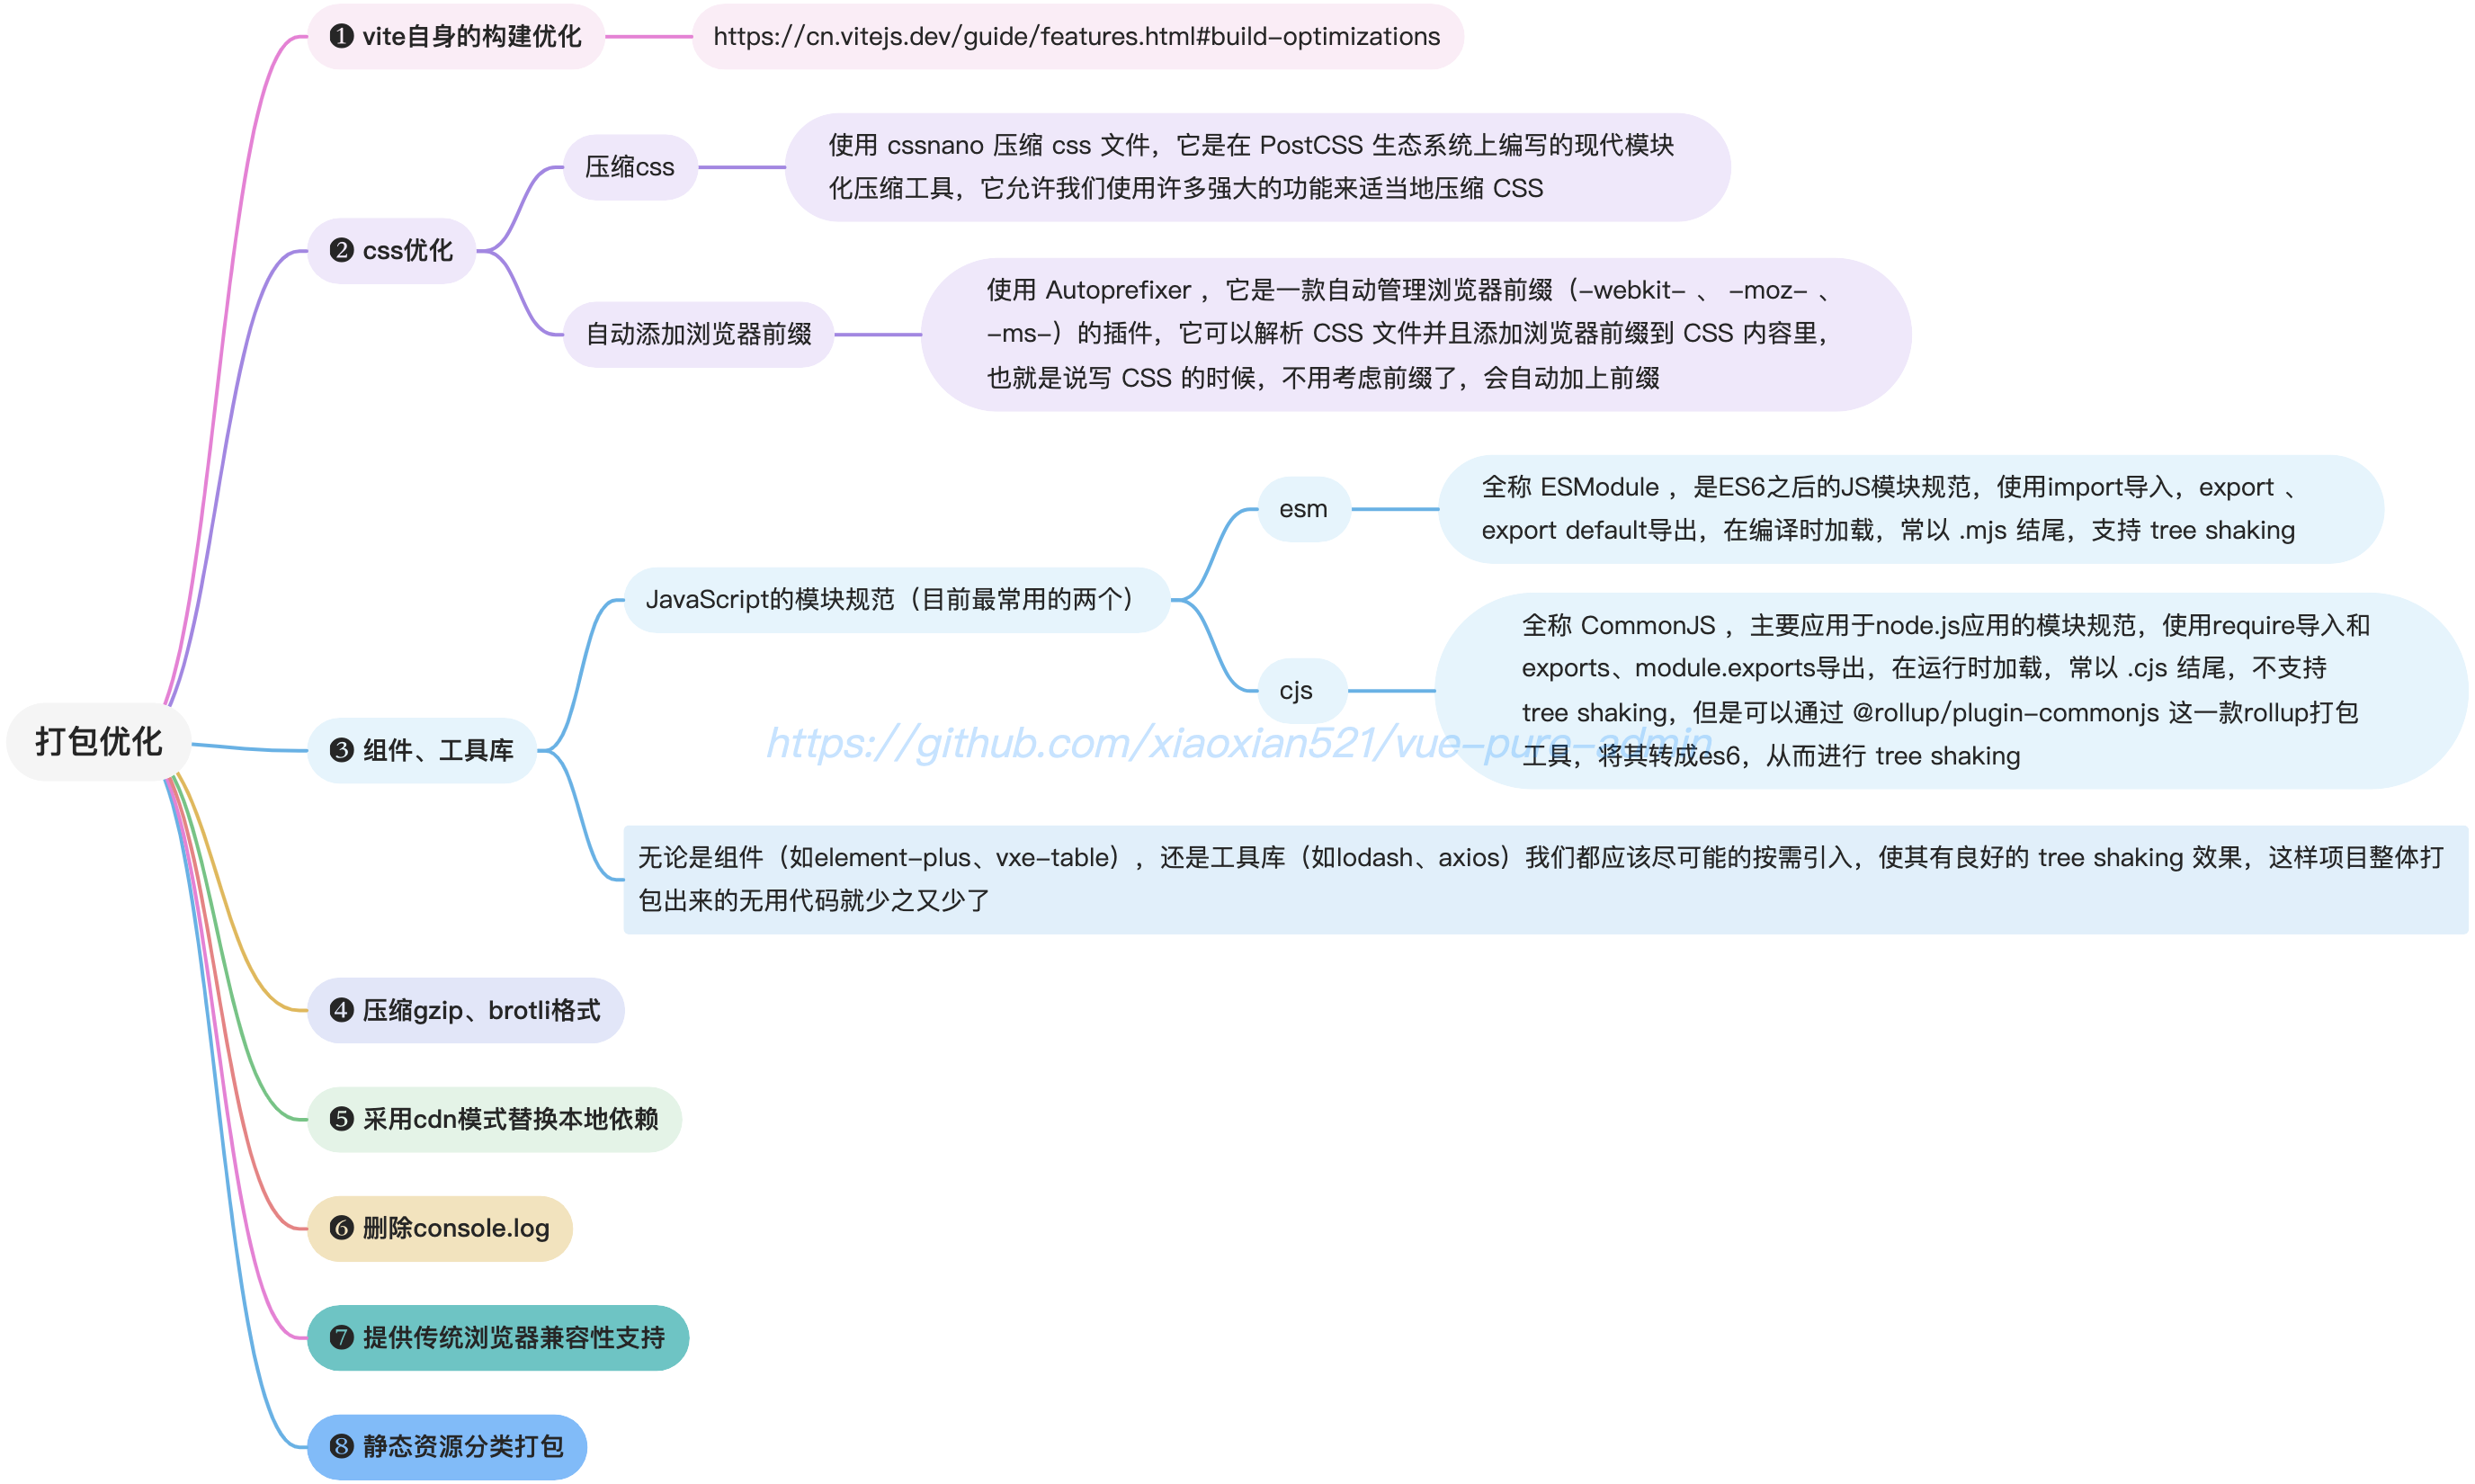 ❶ vite自身的构建优化
https://cn.vitejs.dev/guide/features.html#build-optimizations
❷ css优化
压缩css
使用 cssnano 压缩 css 文件，它是在 PostCSS 生态系统上编写的现代模块
化压缩工具，它允许我们使用许多强大的功能来适当地压缩 CSS
自动添加浏览器前缀
使用 Autoprefixer ，它是一款自动管理浏览器前缀（-webkit- 、 -moz- 、
-ms-）的插件，它可以解析 CSS 文件并且添加浏览器前缀到 CSS 内容里，
也就是说写 CSS 的时候，不用考虑前缀了，会自动加上前缀
打包优化
❸ 组件、工具库
JavaScript的模块规范（目前最常用的两个）
esm
全称 ESModule ，是ES6之后的JS模块规范，使用import导入，export 、
export default导出，在编译时加载，常以 .mjs 结尾，支持 tree shaking
cjs
全称 CommonJS ，主要应用于node.js应用的模块规范，使用require导入和
exports、module.exports导出，在运行时加载，常以 .cjs 结尾，不支持
tree shaking，但是可以通过 @rollup/plugin-commonjs 这一款rollup打包
工具，将其转成es6，从而进行 tree shaking
https://github.com/xiaoxian521/vue-pure-admin
无论是组件（如element-plus、vxe-table），还是工具库（如lodash、axios）我们都应该尽可能的按需引入，使其有良好的 tree shaking 效果，这样项目整体打
包出来的无用代码就少之又少了
❹ 压缩gzip、brotli格式
❺ 采用cdn模式替换本地依赖
❻ 删除console.log
❼ 提供传统浏览器兼容性支持
❽ 静态资源分类打包